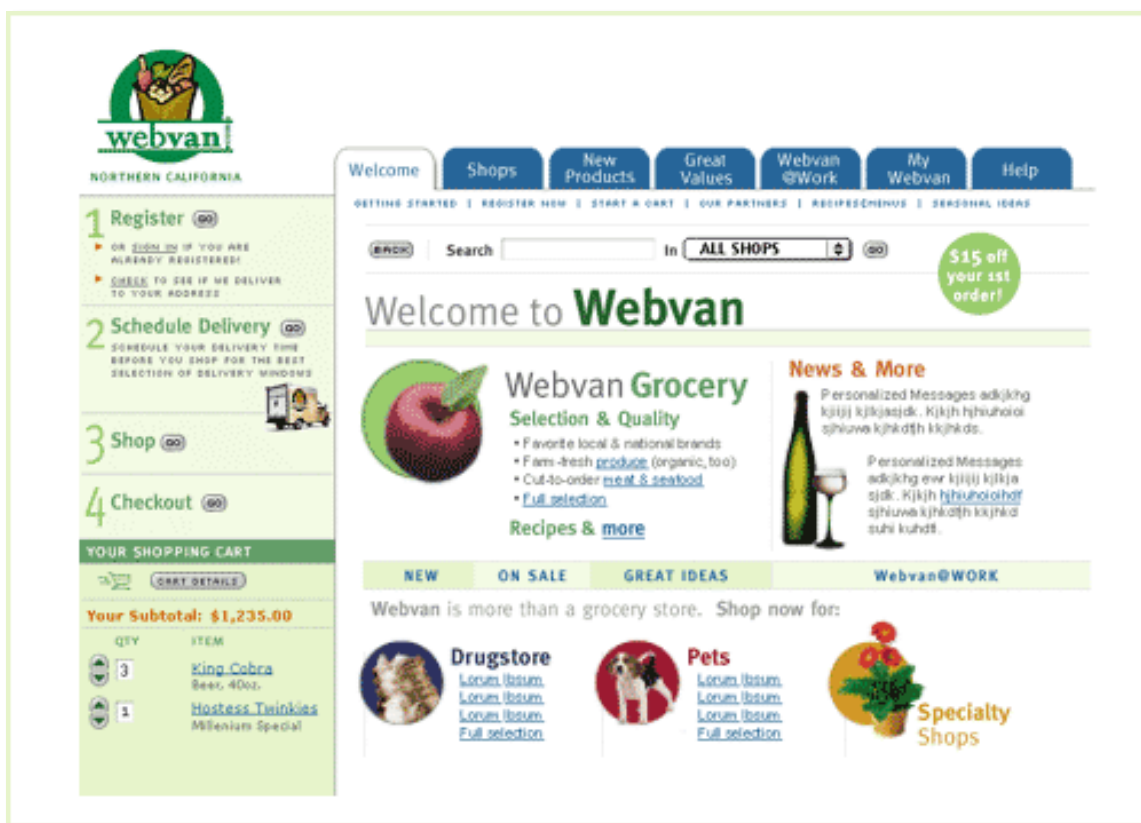 webvan.com
NORTHERN CALIFORNIA
1 Register GO
OR SIGN IN IF YOU ARE
ALREADY REGISTERED!
CHECK TO SEE IF WE DELIVER
TO YOUR ADDRESS
2 Schedule Delivery GO
SCHEDULE YOUR DELIVERY TIME
BEFORE YOU SHOP FOR THE BEST
SELECTION OF DELIVERY WINDOWS
3 Shop GO
4 Checkout GO
YOUR SHOPPING CART
CART DETAILS
Your Subtotal: $1,235.00
QTY ITEM
3 King Cobra
Beer, 40oz.
1 Hostess Twinkies
Millenium Special
Welcome
Shops
New
Products
Great
Values
Webvan
@Work
My
Webvan
Help
GETTING STARTED | REGISTER NOW | START A CART | OUR PARTNERS | RECIPES&MENUS | SEASONAL IDEAS
BACK Search In ALL SHOPS GO
$15 off
your 1st
order!
Welcome to Webvan
Webvan Grocery
Selection & Quality
• Favorite local & national brands
• Farm-fresh produce (organic, too)
• Cut-to-order meat & seafood
• Full selection
Recipes & more
News & More
Personalized Messages adkjkhg
kjiijij kjlkjasjdk. Kjkjh hjhiuhoioi
sjhiuwa kjhkdfjh kkjhkds.
Personalized Messages
adkjkhg ewr kjiijij kjlkja
sjdk. Kjkjh hjhiuhoioihdf
sjhiuwa kjhkdfjh kkjhkd
suhi kuhdf.
NEW ON SALE GREAT IDEAS Webvan@WORK
Webvan is more than a grocery store. Shop now for:
Drugstore
Lorum Ibsum
Lorum Ibsum
Lorum Ibsum
Full selection
Pets
Lorum Ibsum
Lorum Ibsum
Lorum Ibsum
Full selection
Specialty
Shops